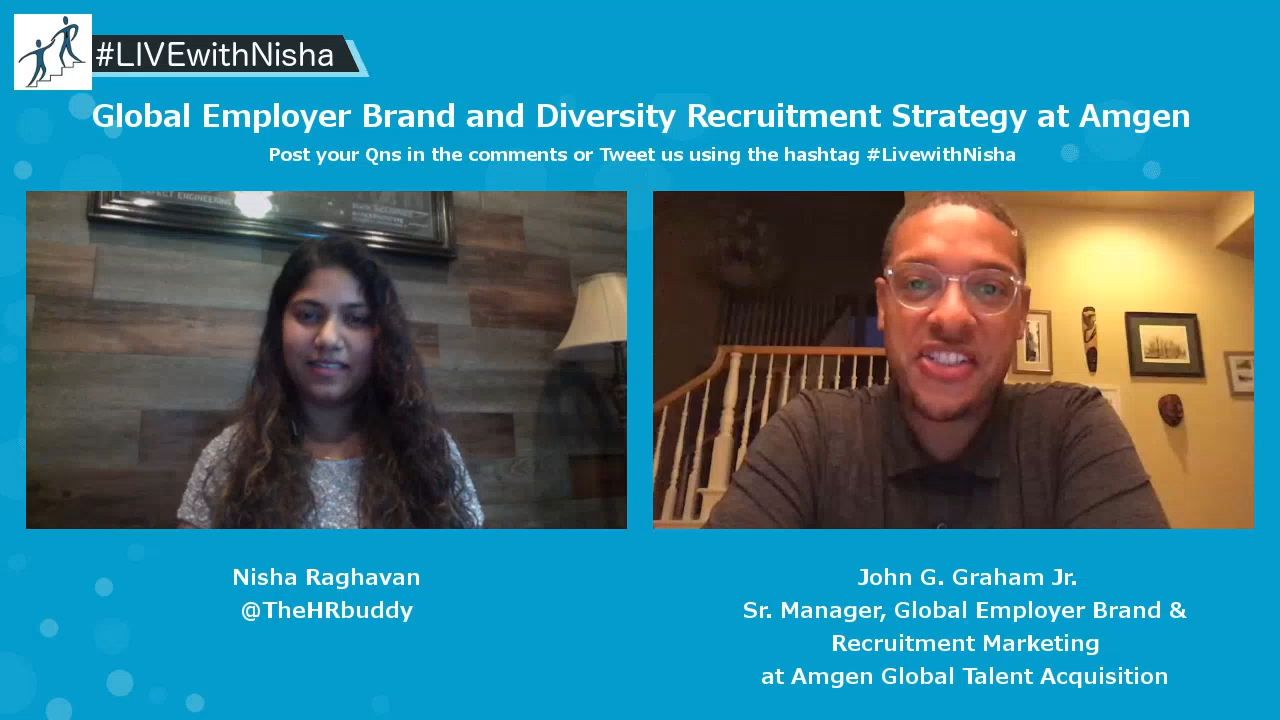 #LIVEwithNisha
Global Employer Brand and Diversity Recruitment Strategy at Amgen
Post your Qns in the comments or Tweet us using the hashtag #LivewithNisha
Nisha Raghavan
@TheHRbuddy
John G. Graham Jr.
Sr. Manager, Global Employer Brand &
Recruitment Marketing
at Amgen Global Talent Acquisition